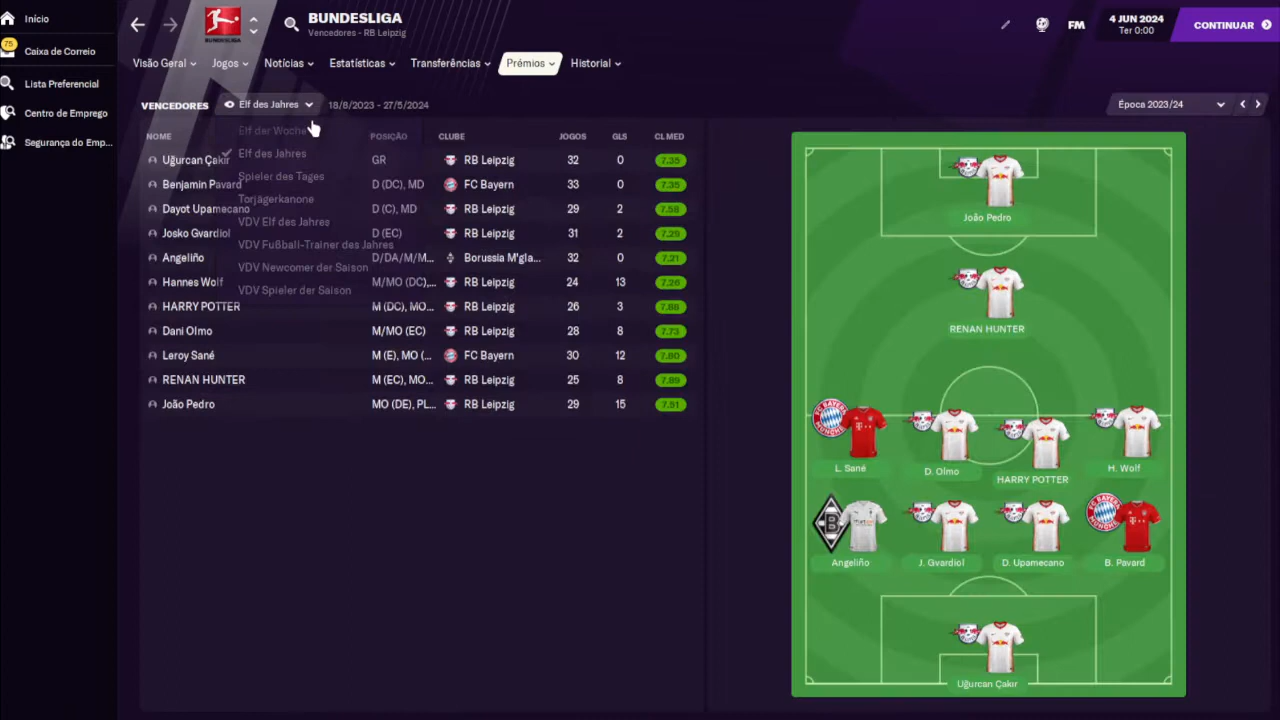 Início
75
Caixa de Correio
Lista Preferencial
Centro de Emprego
Segurança do Emp...
BUNDESLIGA
BUNDESLIGA
Vencedores - RB Leipzig
FM
4 JUN 2024
Ter 0:00
CONTINUAR
Visão Geral
Jogos
Notícias
Estatísticas
Transferências
Prémios
Historial
VENCEDORES
Elf des Jahres
18/8/2023 - 27/5/2024
Época 2023/24
Elf der Woche
Elf des Jahres
Spieler des Tages
Torjägerkanone
VDV Elf des Jahres
VDV Fußball-Trainer des Jahres
VDV Newcomer der Saison
VDV Spieler der Saison
NOME POSIÇÃO CLUBE JOGOS GLS CL MED
Uğurcan Çakır GR RB Leipzig 32 0 7.35
Benjamin Pavard D (DC), MD FC Bayern 33 0 7.35
Dayot Upamecano D (C), MD RB Leipzig 29 2 7.58
Josko Gvardiol D (EC) RB Leipzig 31 2 7.29
Angeliño D/DA/M/M... Borussia M'gla... 32 0 7.21
Hannes Wolf M/MO (DC),... RB Leipzig 24 13 7.26
HARRY POTTER M (DC), MO... RB Leipzig 26 3 7.88
Dani Olmo M/MO (EC) RB Leipzig 28 8 7.73
Leroy Sané M (E), MO (... FC Bayern 30 12 7.80
RENAN HUNTER M (EC), MO... RB Leipzig 25 8 7.89
João Pedro MO (DE), PL... RB Leipzig 29 15 7.51
João Pedro
RENAN HUNTER
L. Sané
D. Olmo
HARRY POTTER
H. Wolf
Angeliño
J. Gvardiol
D. Upamecano
B. Pavard
Uğurcan Çakır